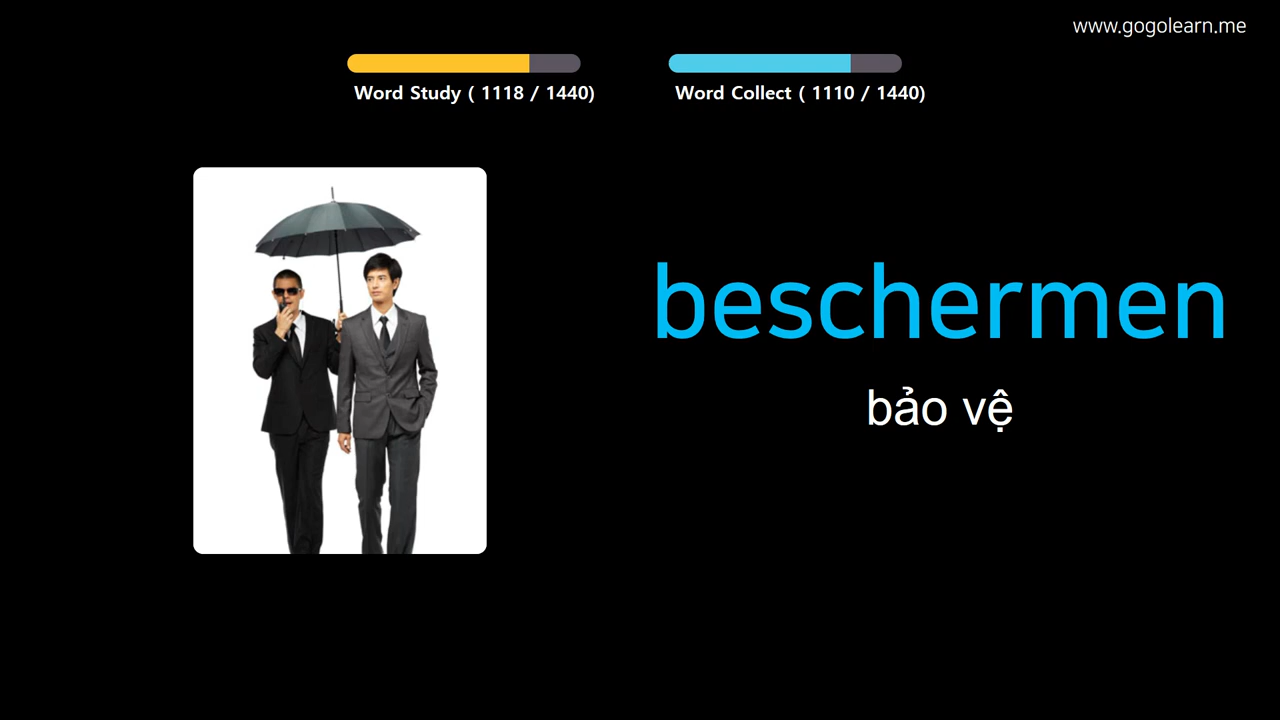 www.gogolearn.me
Word Study ( 1118 / 1440)
Word Collect ( 1110 / 1440)
beschermen
bảo vệ